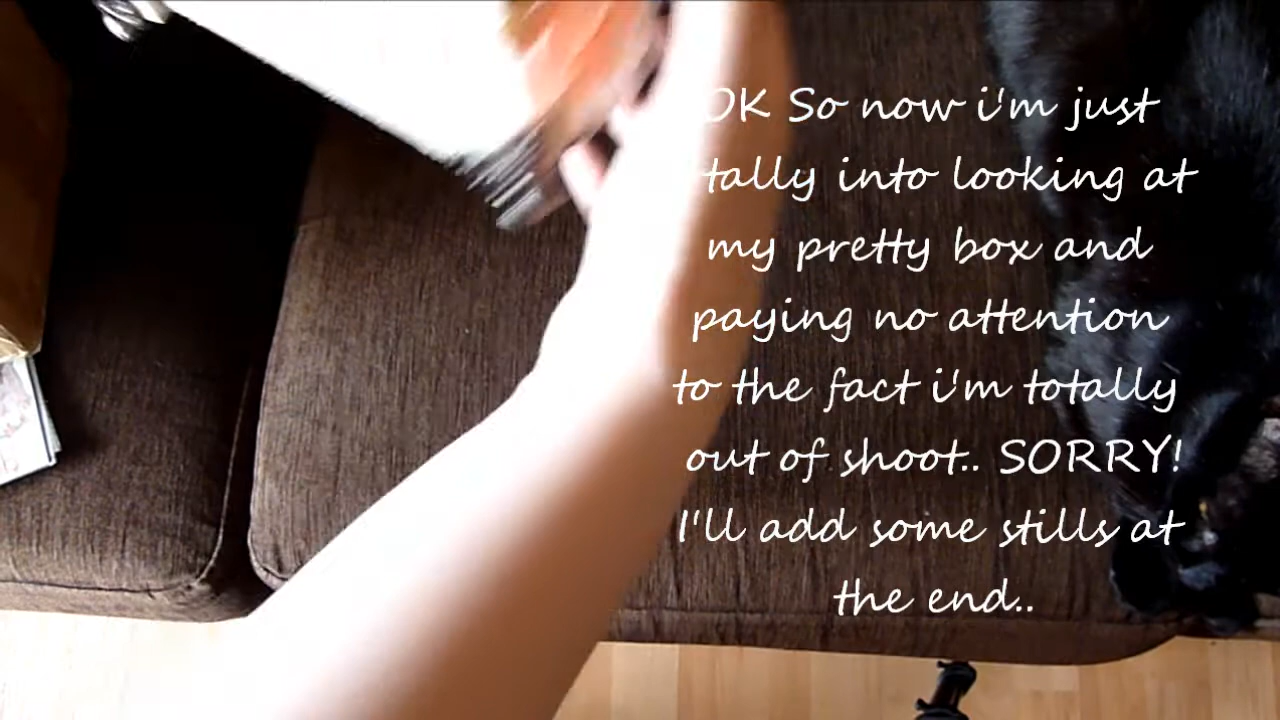 OK So now i'm just
totally into looking at
my pretty box and
paying no attention
to the fact i'm totally
out of shoot.. SORRY!
I'll add some stills at
the end..